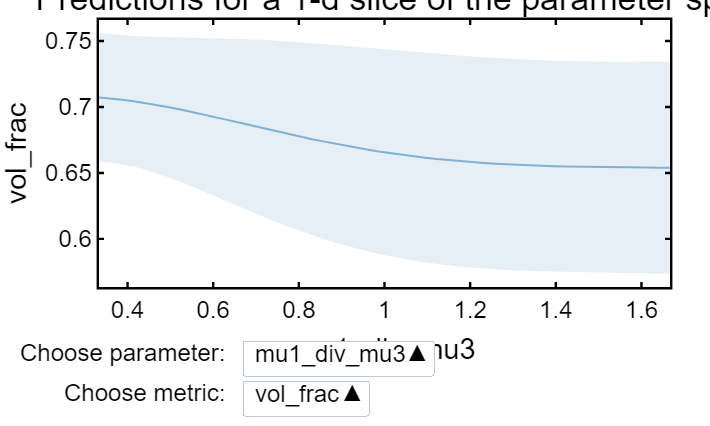 Predictions for a 1-d slice of the parameter sp
0.75
0.7
0.65
0.6
vol_frac
0.4 0.6 0.8 1 1.2 1.4 1.6
Choose parameter: mu1_div_mu3▲
Choose metric: vol_frac▲